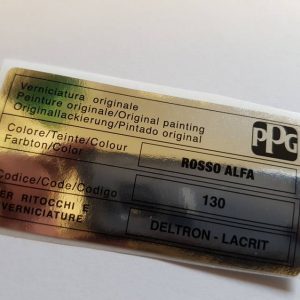 Verniciatura originale
Peinture originale/Original painting
Originallackierung/Pintado original
PPG
Colore/Teinte/Colour
Farbton/Color
ROSSO ALFA
Codice/Code/Codigo
130
PER RITOCCHI E
VERNICIATURE
DELTRON - LACRIT